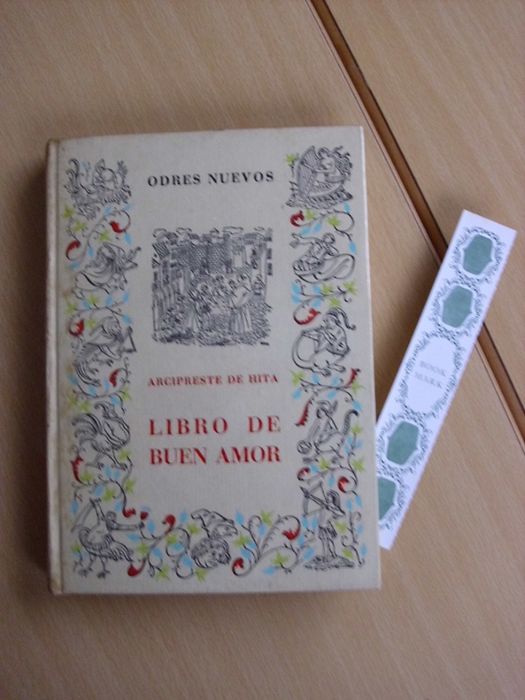 ODRES NUEVOS
ARCIPRESTE DE HITA
LIBRO DE
BUEN AMOR
BOOK
MARK